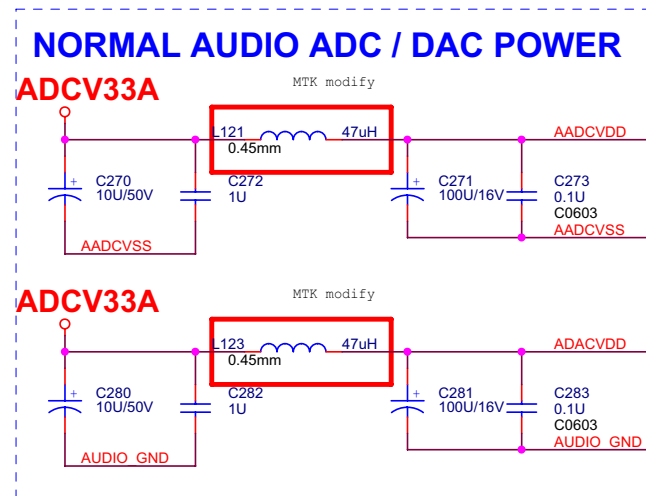 NORMAL AUDIO ADC / DAC POWER
MTK modify
ADCV33A
L121
47uH
AADCVDD
0.45mm
+
C270
10U/50V
C272
1U
+
C271
100U/16V
C273
0.1U
C0603
AADCVSS
AADCVSS
MTK modify
ADCV33A
L123
47uH
ADACVDD
0.45mm
+
C280
10U/50V
C282
1U
+
C281
100U/16V
C283
0.1U
C0603
AUDIO_GND
AUDIO_GND